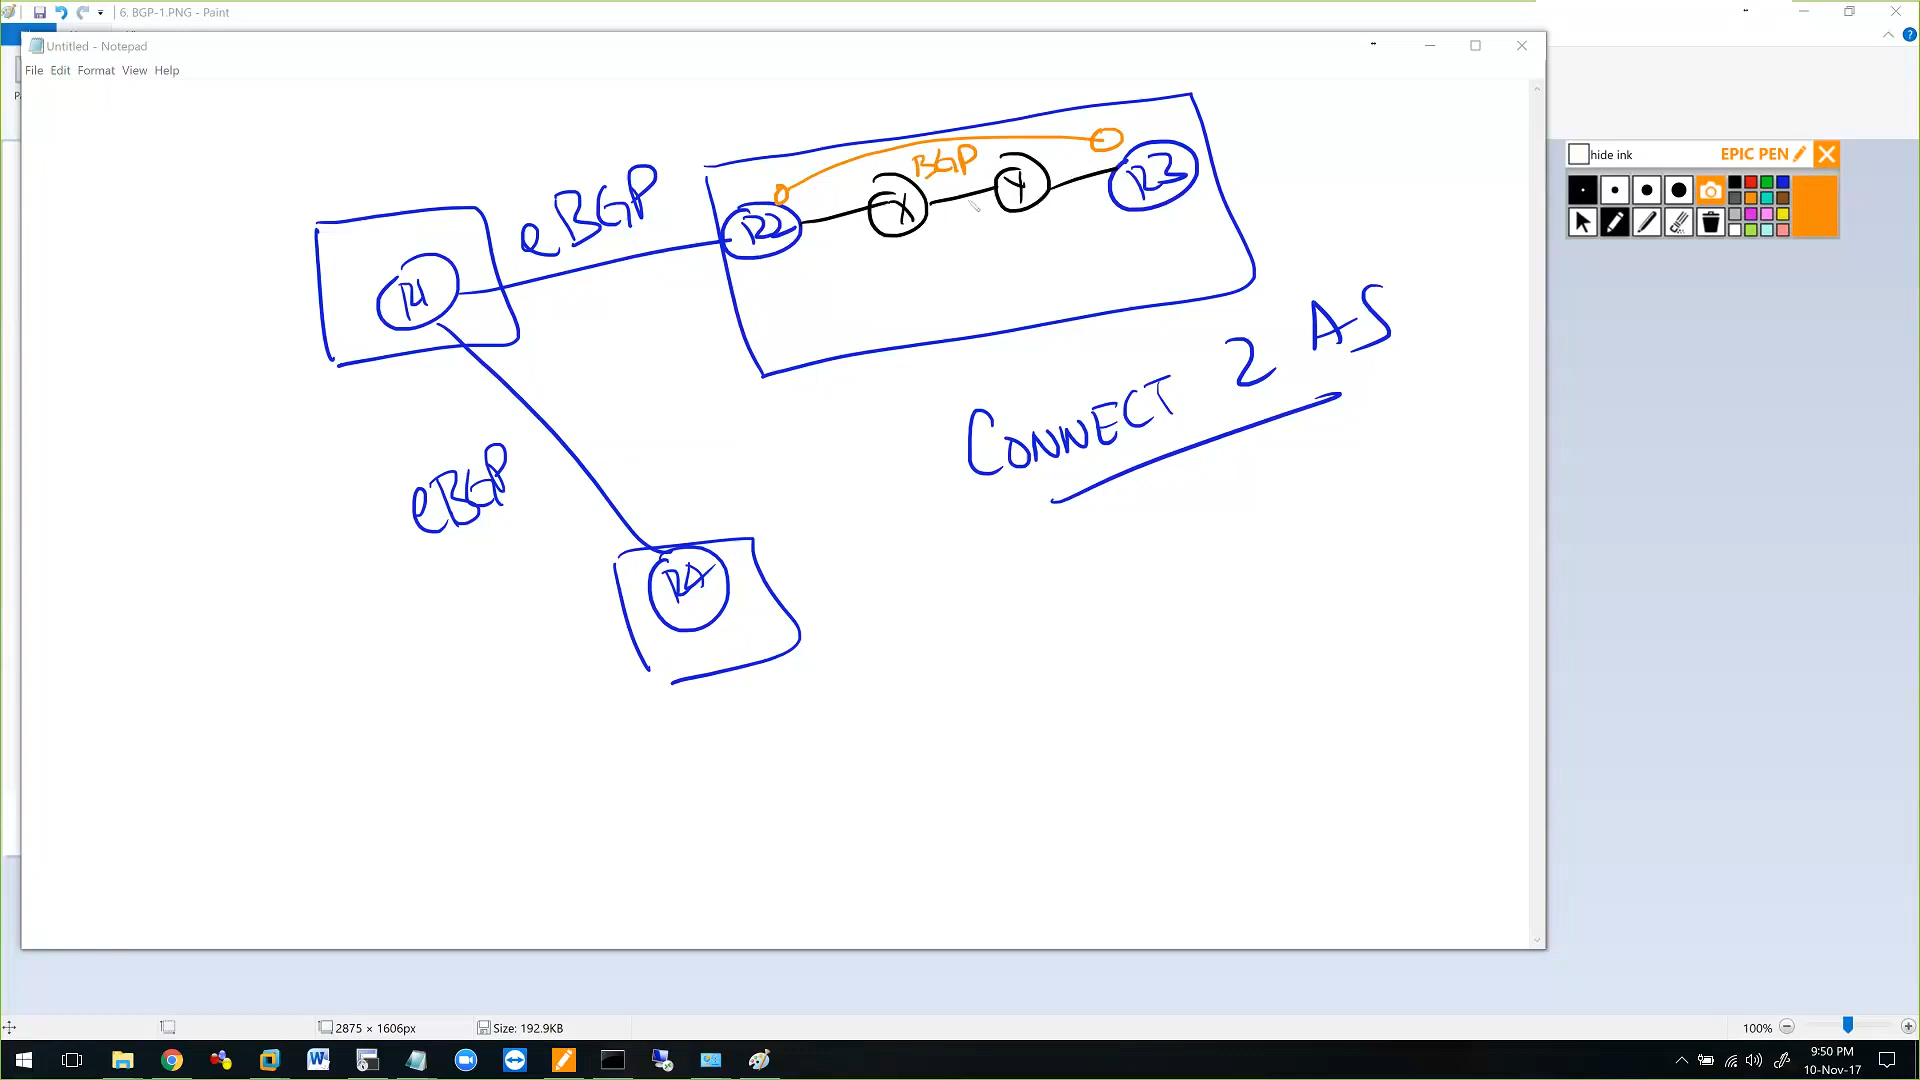 6. BGP-1.PNG - Paint
Untitled - Notepad
File Edit Format View Help
hide ink
EPIC PEN
BGP
eBGP
R2
X
Y
R3
R1
CONNECT 2 AS
eBGP
R4
2875 × 1606px
Size: 192.9KB
100%
9:50 PM
10-Nov-17